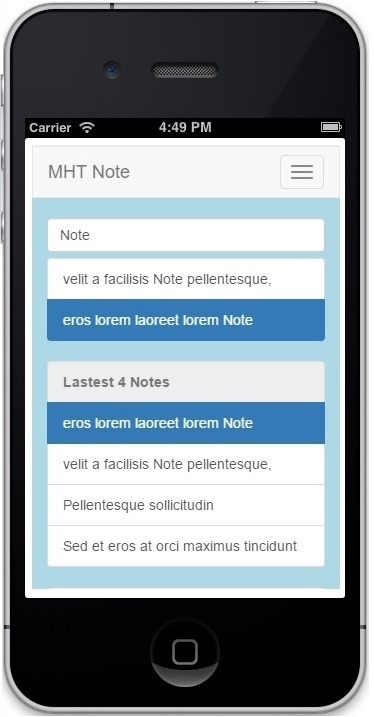 Carrier 4:49 PM
MHT Note
Note
velit a facilisis Note pellentesque,
eros lorem laoreet lorem Note
Lastest 4 Notes
eros lorem laoreet lorem Note
velit a facilisis Note pellentesque,
Pellentesque sollicitudin
Sed et eros at orci maximus tincidunt